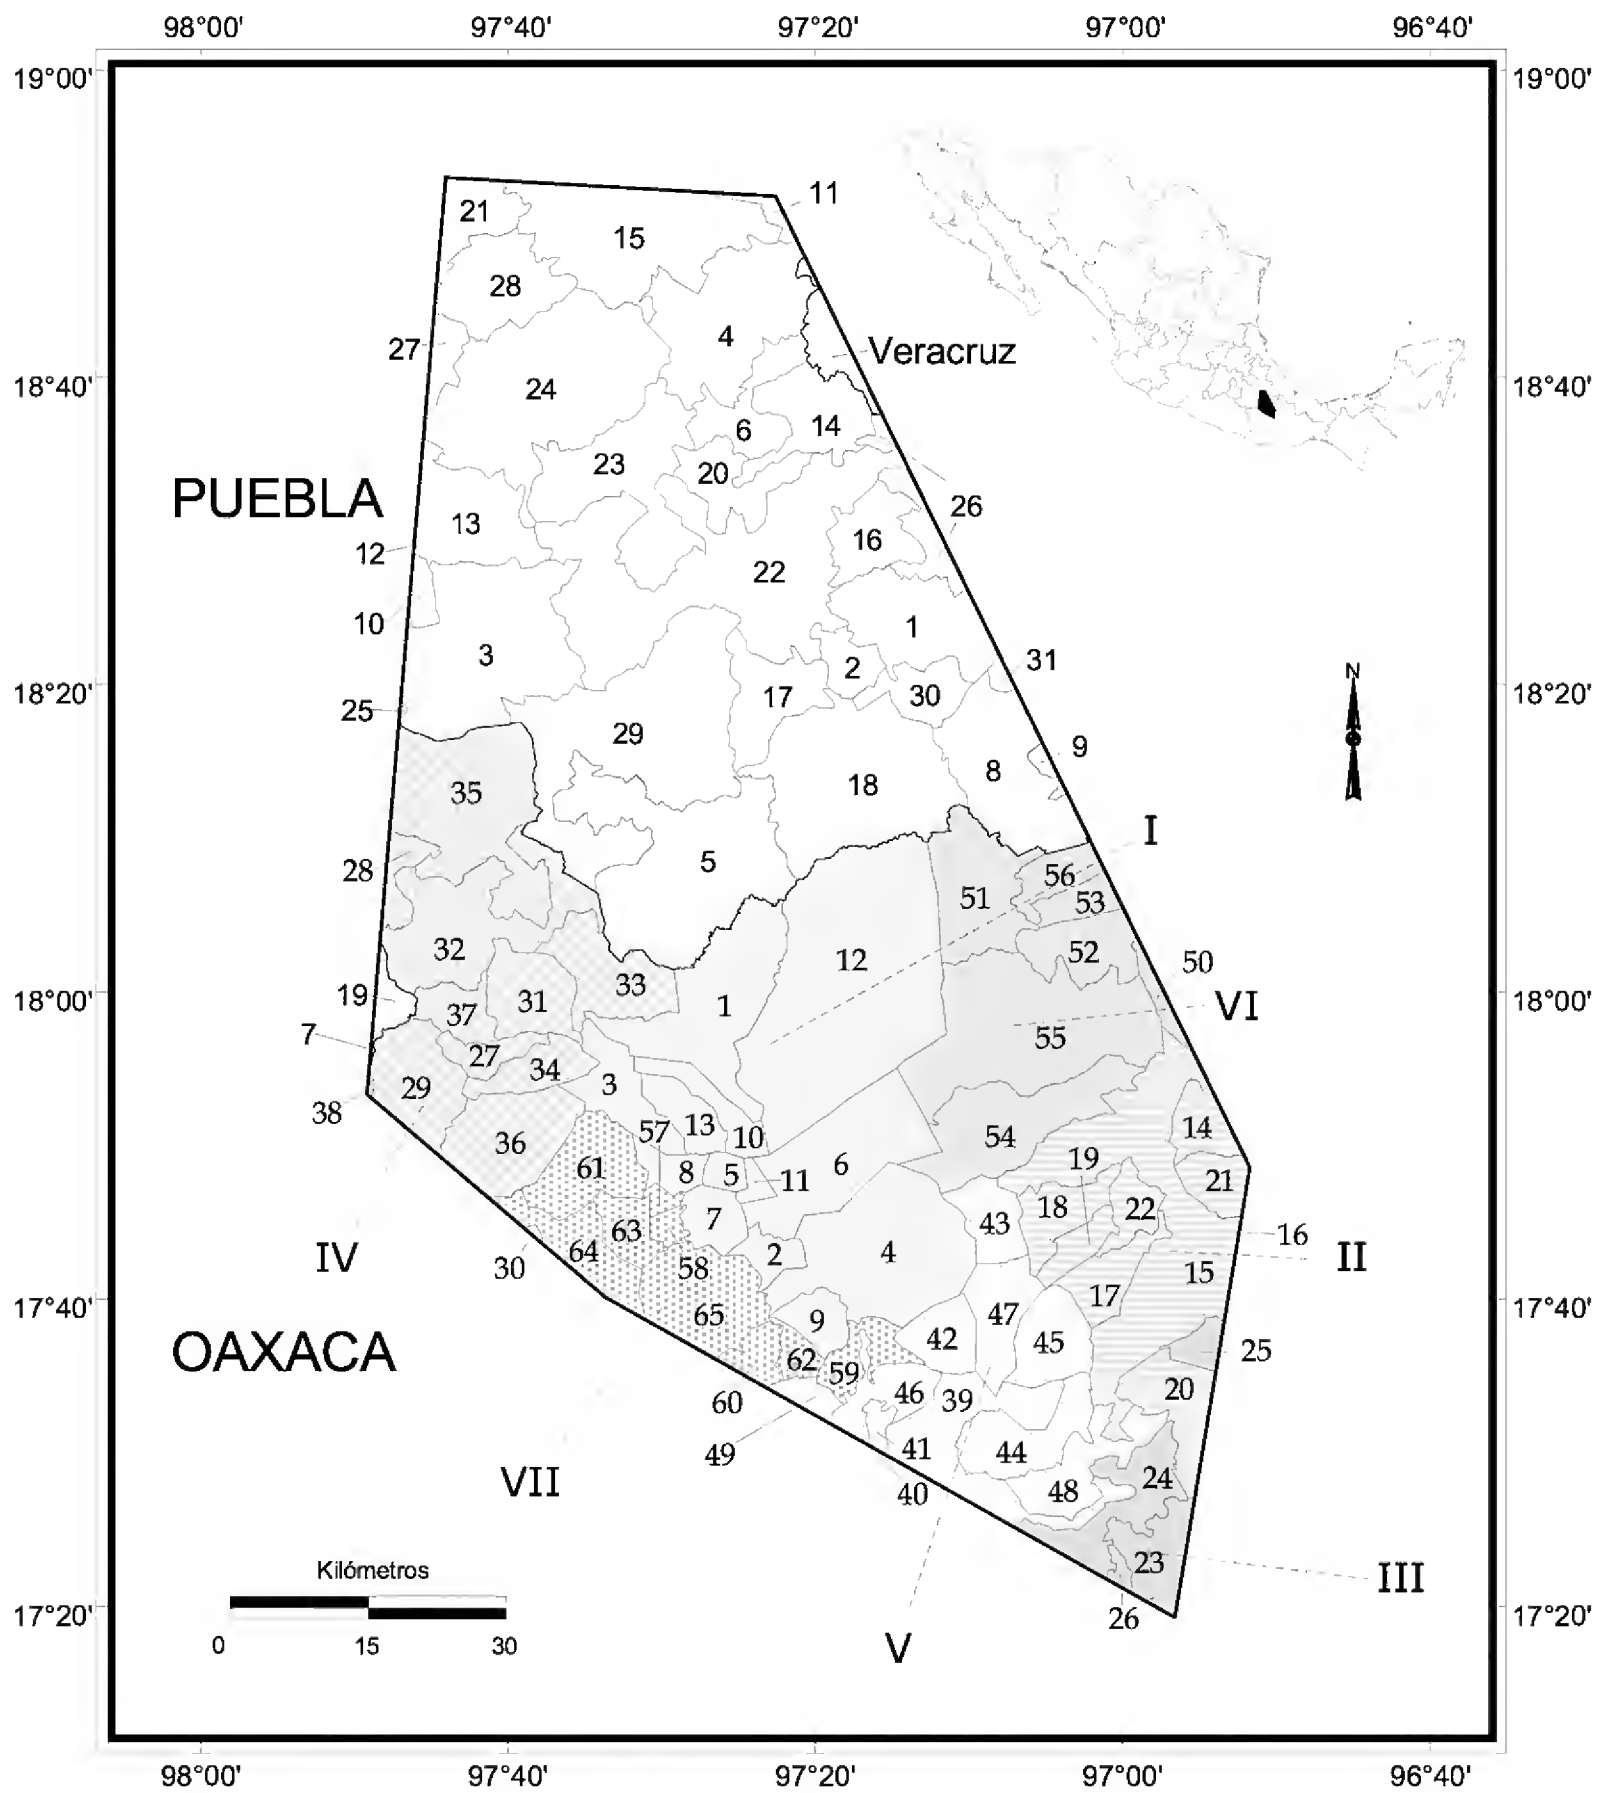 98°00' 97°40' 97°20' 97°00' 96°40'
19°00' 19°00'
11
21
15
28
4
27 Veracruz
18°40' 24 18°40'
6 14
23
20
PUEBLA 26
13
16
12
22
10 1
3 31
2
N
18°20' 17 30 18°20'
25
29 9
8
35 18
I
5
28 56
51 53
32 12 52
50
33
19 31
18°00' 1 VI 18°00'
37
7 55
27
34
29 3
38
57 13 10 54 14
36
61 19
8 5 11 6 21
18 22
7 43
63 16
IV 64 2 4 II
30 58 15
17
17°40' 65 9 47 17°40'
42 45
OAXACA 62 25
59
46 39 20
60
49 41 44
VII 24
40 48
23
Kilómetros III
17°20' 26 17°20'
0 15 30 V
98°00' 97°40' 97°20' 97°00' 96°40'